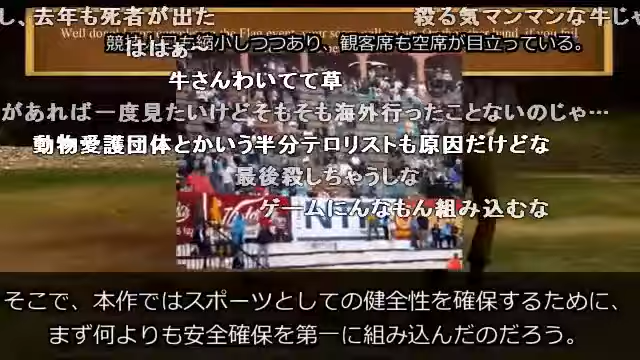 し、去年も死者が出た
殺る気マンマンな牛じゃ
競技人口も縮小しつつあり、観客席も空席が目立っている。
ははぁ～
牛さんわいてて草
があれば一度見たいけどそもそも海外行ったことないのじゃ…
動物愛護団体とかいう半分テロリストも原因だけどな
最後殺しちゃうしな
ゲームにんなもん組み込むな
そこで、本作ではスポーツとしての健全性を確保するために、
まず何よりも安全確保を第一に組み込んだのだろう。